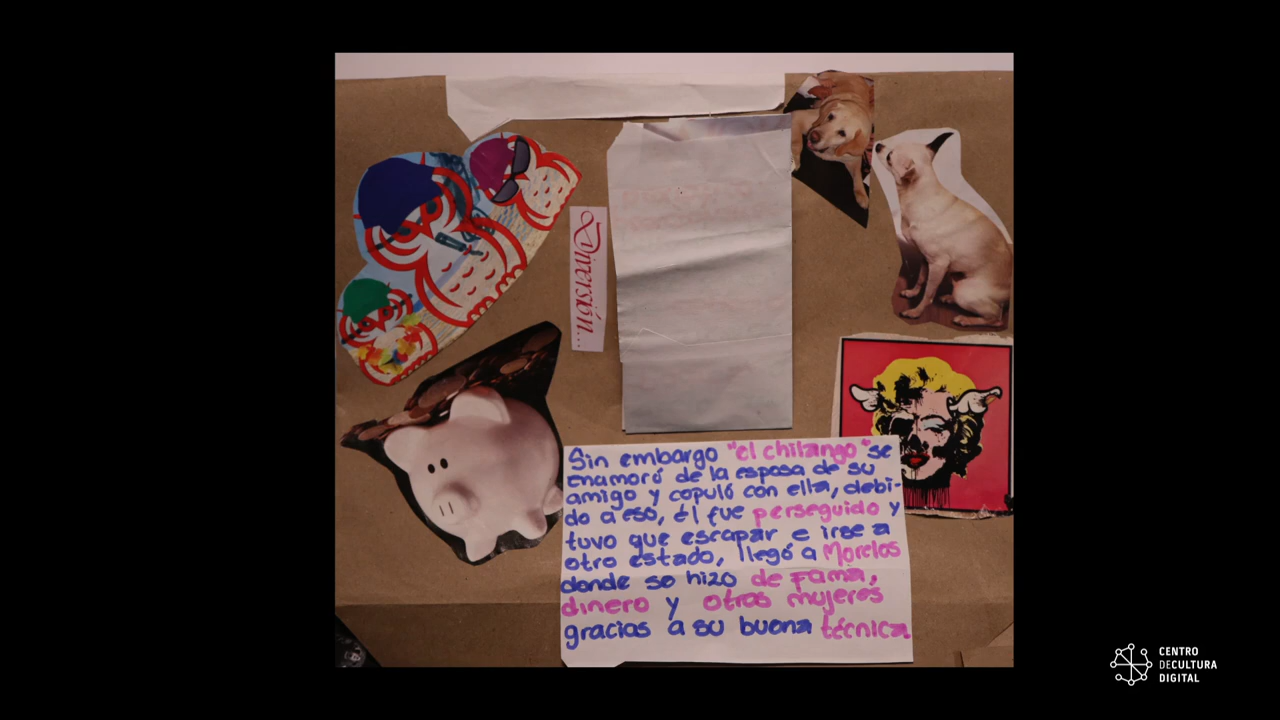 Diversión...
Sin embargo "el chilango" se
enamoró de la esposa de su
amigo y copuló con ella, debi-
do a eso, él fue perseguido y
tuvo que escapar e irse a
otro estado, llegó a Morelos
donde se hizo de fama,
dinero y otras mujeres
gracias a su buena técnica
CENTRO
DECULTURA
DIGITAL